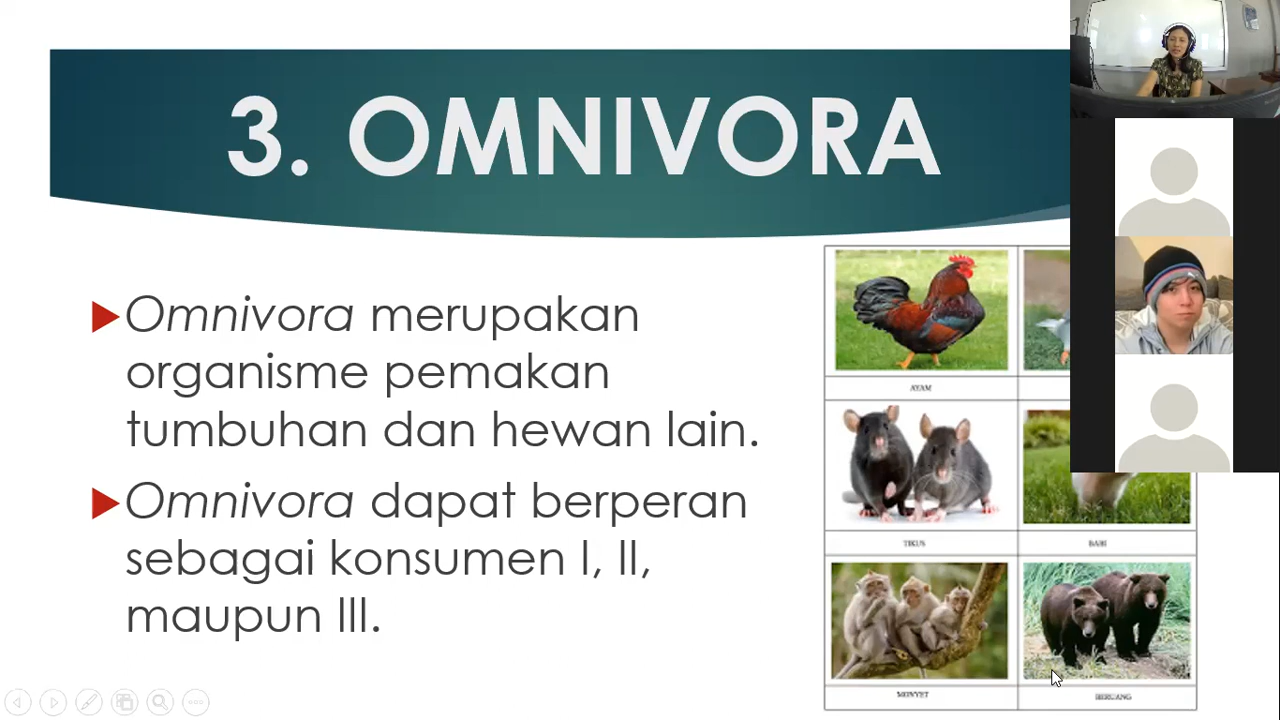 3. OMNIVORA
Omnivora merupakan
organisme pemakan
tumbuhan dan hewan lain.
Omnivora dapat berperan
sebagai konsumen I, II,
maupun III.
AYAM
TIKUS
BABI
MONYET
BERUANG